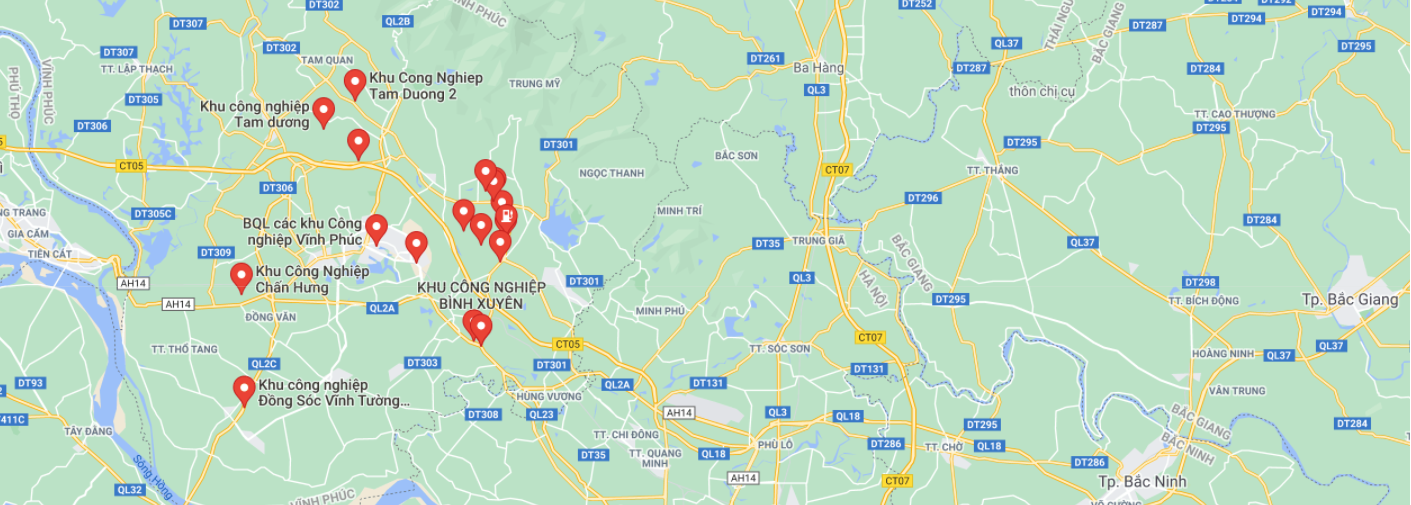 DT302
DT252
DT292
DT294
DT294
DT307
QL2B
VĨNH PHÚC
DT287
THÁI NGU
BẮC GIANG
DT302
DT307
TAM QUAN
QL37
DT295
DT261
Ba Hàng
DT287
DT284
TT. LẬP THẠCH
PHÚ THỌ
VĨNH PHÚC
Khu Cong Nghiep
Tam Duong 2
TRUNG MỸ
QL3
thôn chị cụ
DT305
Khu công nghiệp
Tam dương
TT. CAO THƯỢNG
DT306
DT295
DT301
DT295
BẮC SƠN
CT05
NGỌC THANH
CT07
TT. THẮNG
DT306
DT296
DT305C
MINH TRÍ
NG TRANG
GIA CẨM
BQL các khu Công
nghiệp Vĩnh Phúc
DT284
DT35
TRUNG GIÃ
QL37
TIÊN CÁT
DT309
BẮC GIANG
HÀ NỘI
Khu Công Nghiệp
Chấn Hưng
AH14
DT301
QL3
DT298
KHU CÔNG NGHIỆP
BÌNH XUYÊN
AH14
QL2A
DT295
TT. BÍCH ĐỘNG
Tp. Bắc Giang
ĐỒNG VĂN
MINH PHÚ
CT07
TT. THỔ TANG
CT05
TT. SÓC SƠN
QL37
HOÀNG NINH
QL37
QL2C
DT303
DT301
DT131
DT93
Khu công nghiệp
Đồng Sóc Vĩnh Tường...
QL2A
DT131
VÂN TRUNG
HÙNG VƯƠNG
411C
DT308
QL23
AH14
QL3
QL18
BẮC GIANG
BẮC NINH
DT295
DT284
TÂY ĐẰNG
TT. CHI ĐÔNG
PHÙ LỖ
DT286
TT. CHỜ
QL18
DT35
TT. QUANG
MINH
QL18
DT286
Sông Hồng
AH14
CT07
Tp. Bắc Ninh
QL32
VĨNH PHÚC
VÕ CƯỜNG